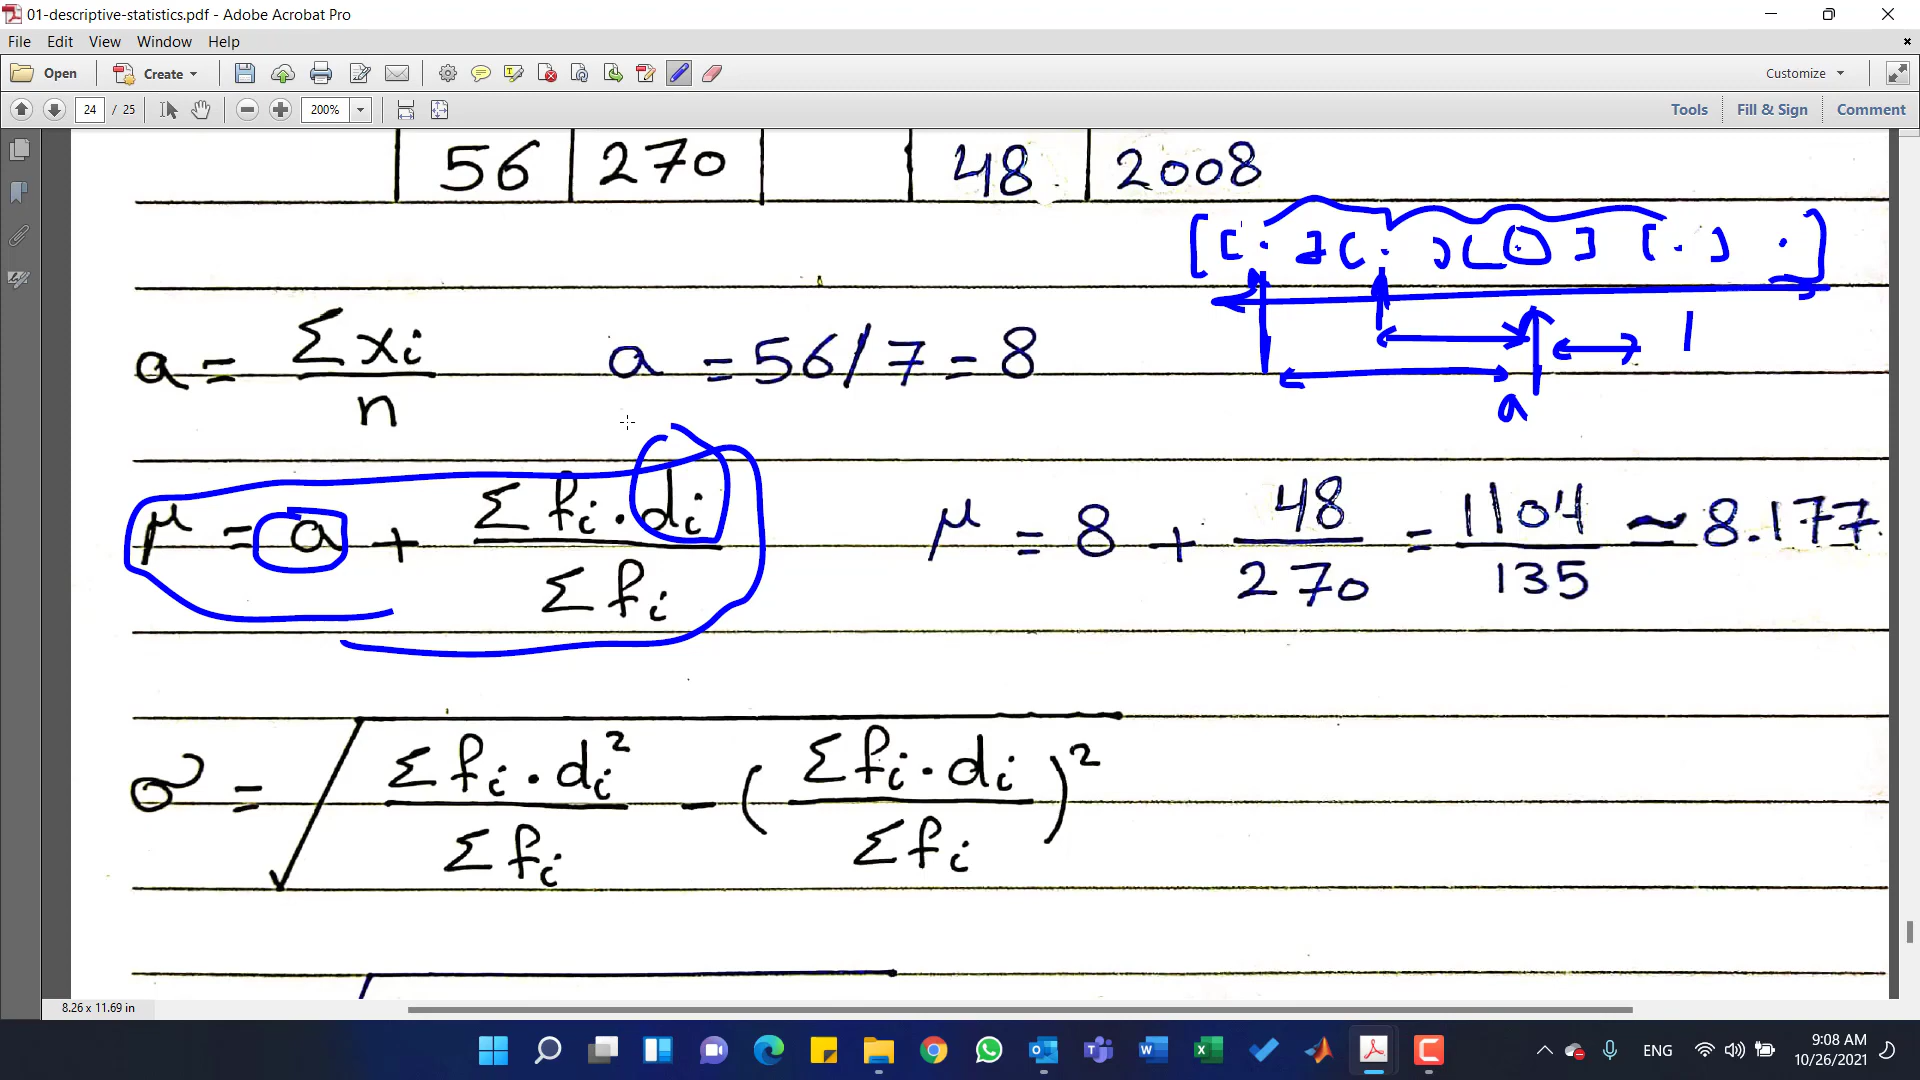 01-descriptive-statistics.pdf - Adobe Acrobat Pro
File Edit View Window Help
Open Create Customize
24 / 25 200% Tools Fill & Sign Comment
56 270 48 2008
[[·][·][·][·]·]
a = Σxi / n a = 56/7 = 8
1
a
μ = a + Σfi·di / Σfi μ = 8 + 48/270 = 1104/135 ≃ 8.177
σ = √(Σfi·di² / Σfi - (Σfi·di / Σfi)²)
8.26 x 11.69 in
ENG 9:08 AM
10/26/2021